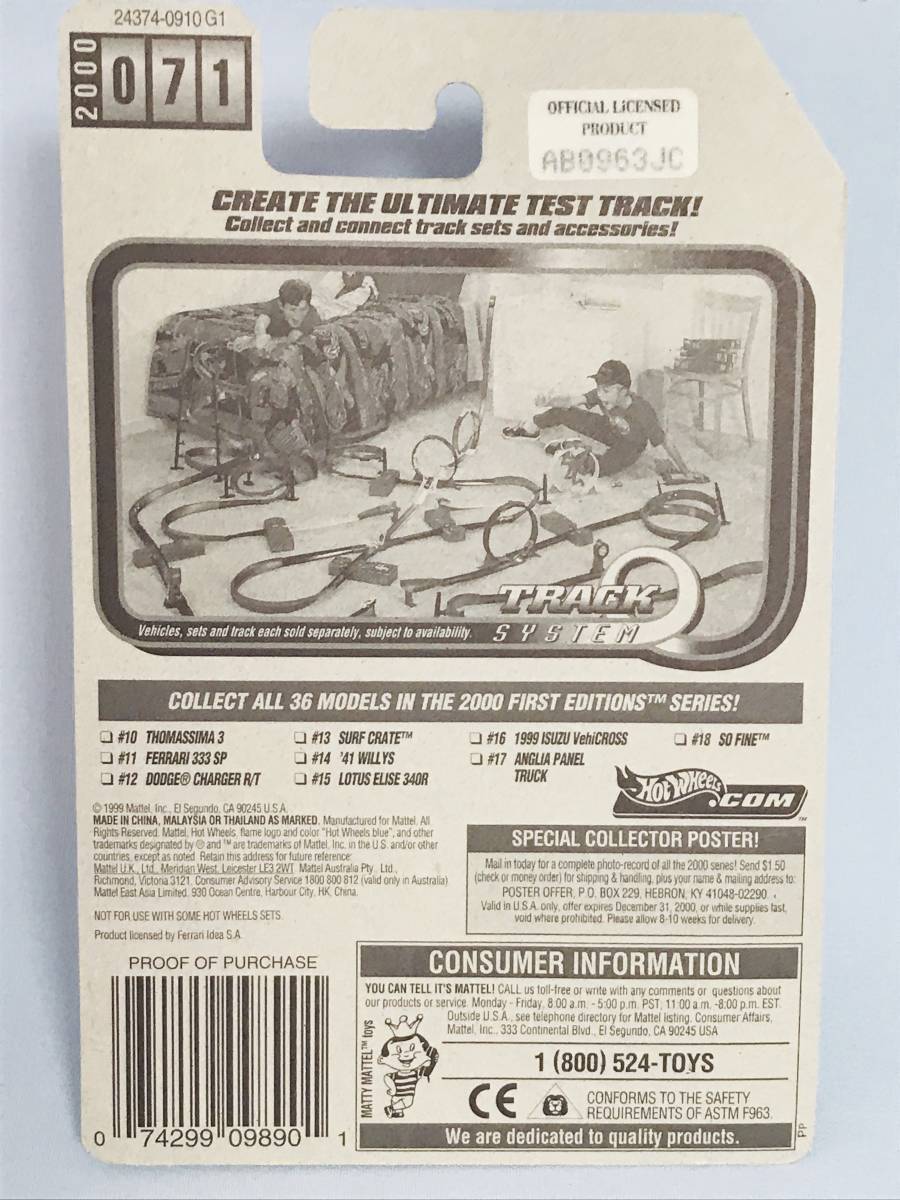 24374-0910 G1
2000
071
OFFICIAL LiCENSED
PRODUCT
AB0963JC
CREATE THE ULTIMATE TEST TRACK!
Collect and connect track sets and accessories!
TRACK
SYSTEM
Vehicles, sets and track each sold separately, subject to availability.
COLLECT ALL 36 MODELS IN THE 2000 FIRST EDITIONS™ SERIES!
❏ #10 THOMASSIMA 3
❏ #11 FERRARI 333 SP
❏ #12 DODGE® CHARGER R/T
❏ #13 SURF CRATE™
❏ #14 '41 WILLYS
❏ #15 LOTUS ELISE 340R
❏ #16 1999 ISUZU VehiCROSS
❏ #17 ANGLIA PANEL
TRUCK
❏ #18 SO FINE™
HOT WHEELS
.COM
™
© 1999 Mattel, Inc., El Segundo, CA 90245 U.S.A.
MADE IN CHINA, MALAYSIA OR THAILAND AS MARKED. Manufactured for Mattel. All
Rights Reserved. Mattel, Hot Wheels, flame logo and color "Hot Wheels blue", and other
trademarks designated by ® and ™ are trademarks of Mattel, Inc. in the U.S. and/or other
countries, except as noted. Retain this address for future reference:
Mattel U.K., Ltd., Meridian West, Leicester LE3 2WT. Mattel Australia Pty., Ltd.,
Richmond, Victoria 3121. Consumer Advisory Service 1800 800 812 (valid only in Australia).
Mattel East Asia Limited, 930 Ocean Centre, Harbour City, HK, China.
NOT FOR USE WITH SOME HOT WHEELS SETS.
Product licensed by Ferrari Idea S.A.
SPECIAL COLLECTOR POSTER!
Mail in today for a complete photo-record of all the 2000 series! Send $1.50
(check or money order) for shipping & handling, plus your name & mailing address to:
POSTER OFFER, P.O. BOX 229, HEBRON, KY 41048-02290.
Valid in U.S.A. only, offer expires December 31, 2000, or while supplies last,
void where prohibited. Please allow 8-10 weeks for delivery.
PROOF OF PURCHASE
0 74299 09890 1
CONSUMER INFORMATION
YOU CAN TELL IT'S MATTEL! CALL us toll-free or write with any comments or questions about
our products or service. Monday - Friday, 8:00 a.m. - 5:00 p.m. PST, 11:00 a.m. -8:00 p.m. EST.
Outside U.S.A., see telephone directory for Mattel listing. Consumer Affairs,
Mattel, Inc., 333 Continental Blvd., El Segundo, CA 90245 USA
MATTY MATTEL™ toys
1 (800) 524-TOYS
CE
CONFORMS TO THE SAFETY
REQUIREMENTS OF ASTM F963.
We are dedicated to quality products.
PP